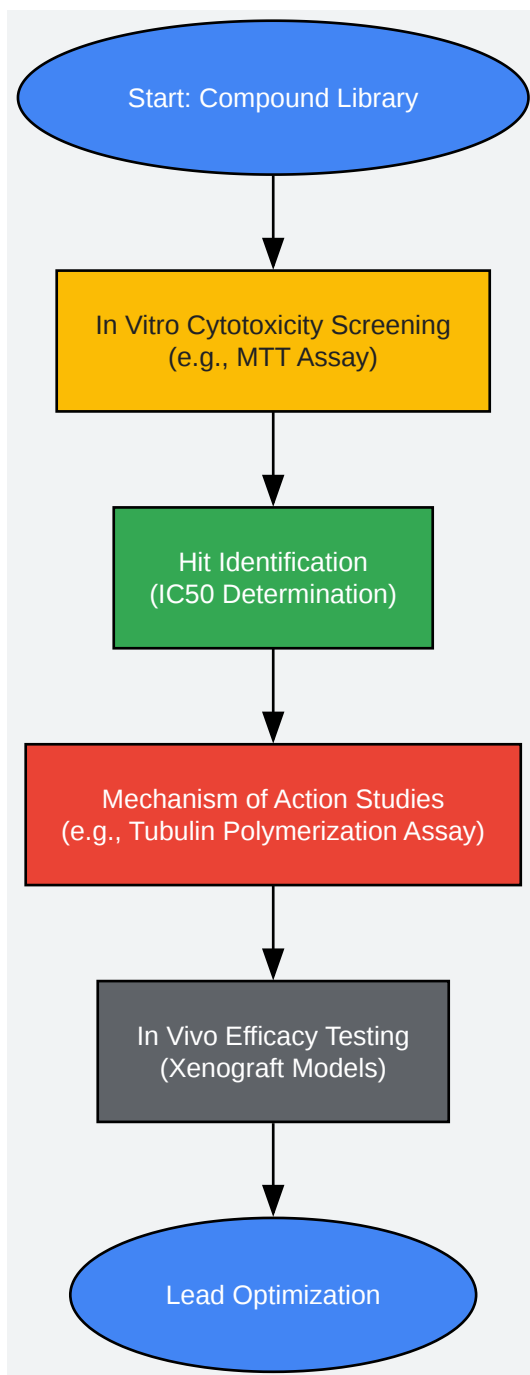 Start: Compound Library
In Vitro Cytotoxicity Screening
(e.g., MTT Assay)
Hit Identification
(IC50 Determination)
Mechanism of Action Studies
(e.g., Tubulin Polymerization Assay)
In Vivo Efficacy Testing
(Xenograft Models)
Lead Optimization